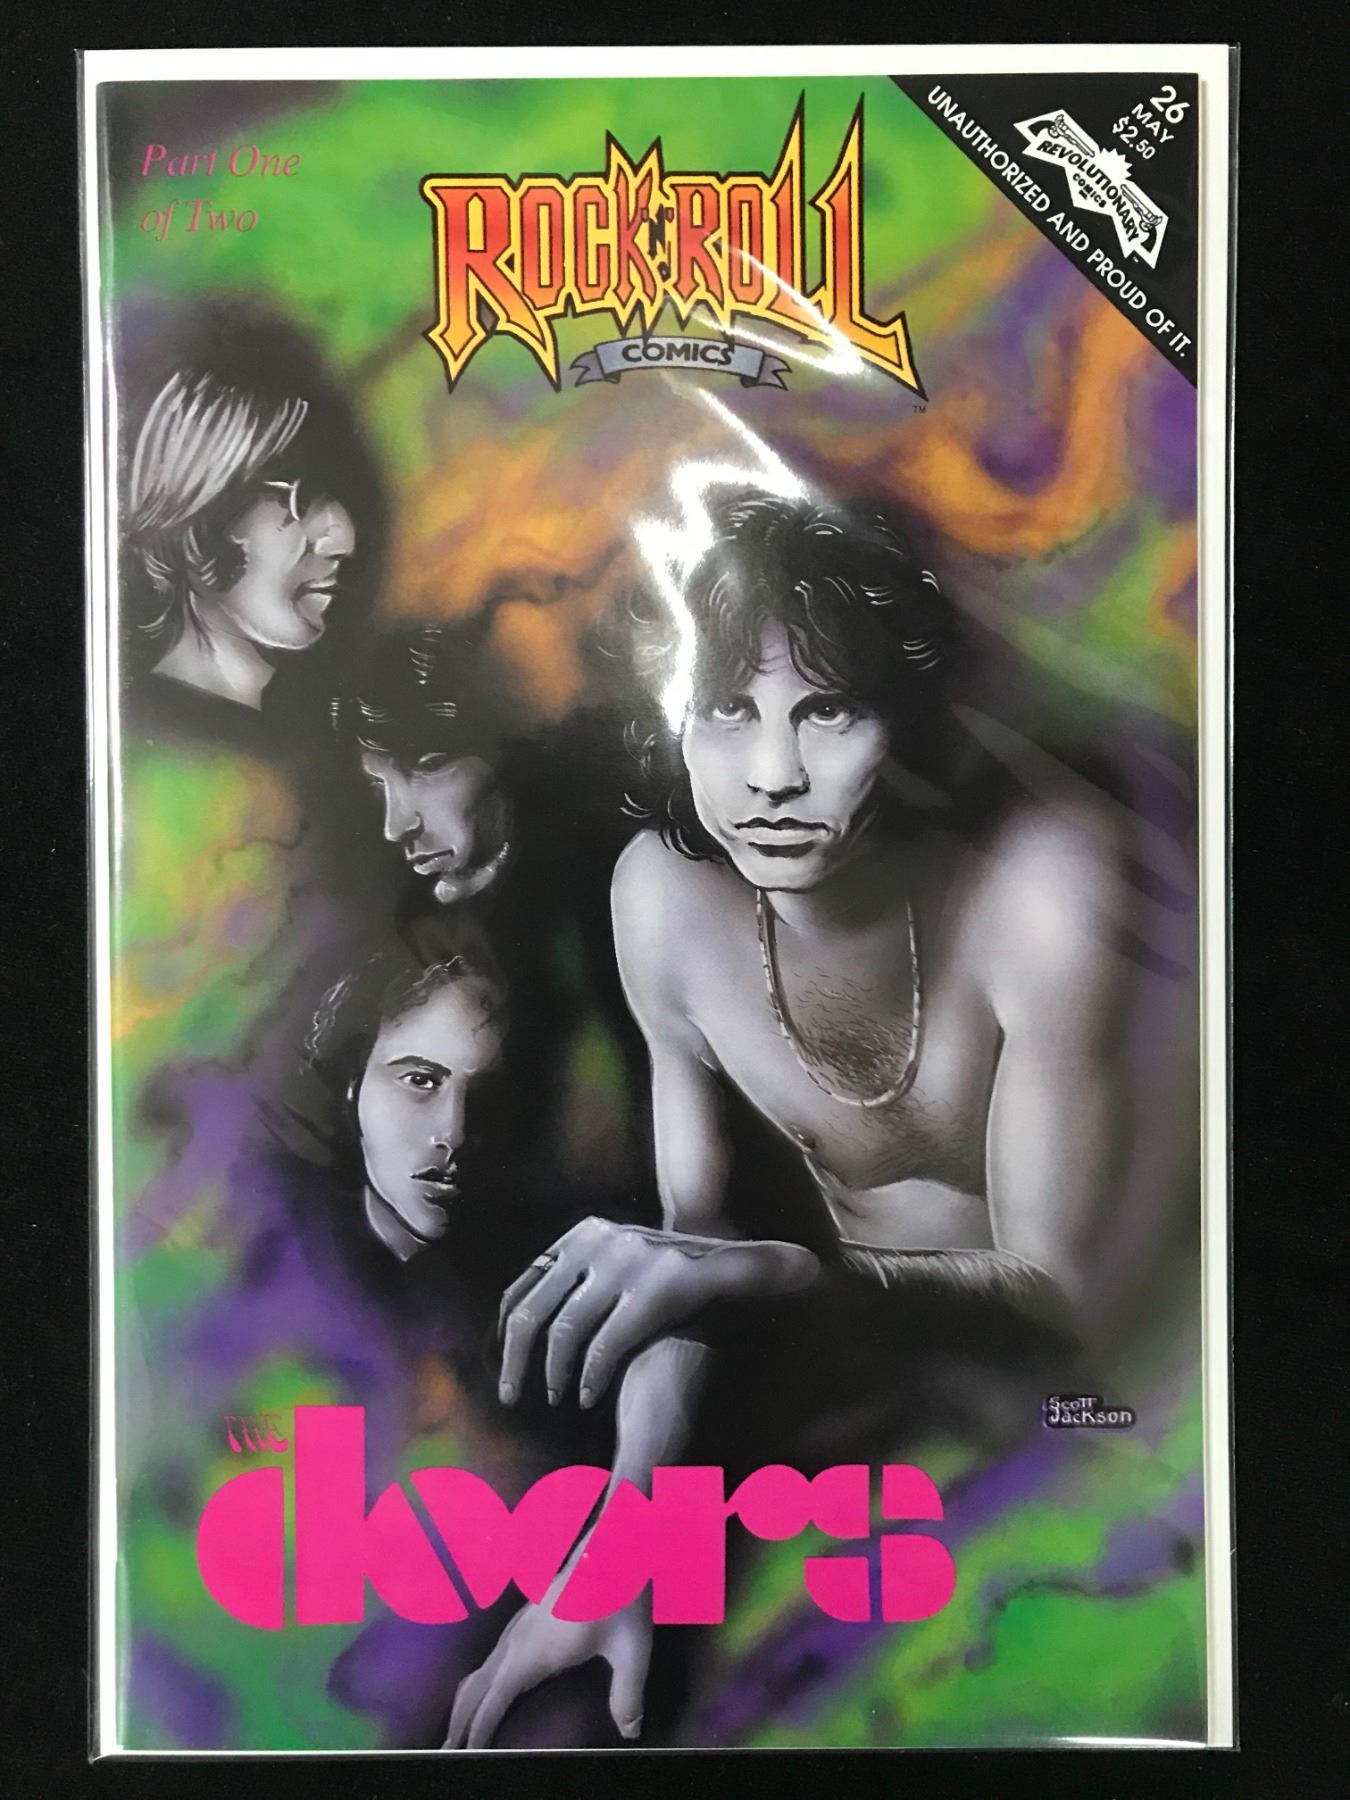 Part One
of Two
ROCK 'N' ROLL
COMICS
TM
26
MAY
$2.50
REVOLUTIONARY
COMICS
UNAUTHORIZED AND PROUD OF IT.
Scott
Jackson
THE
doors